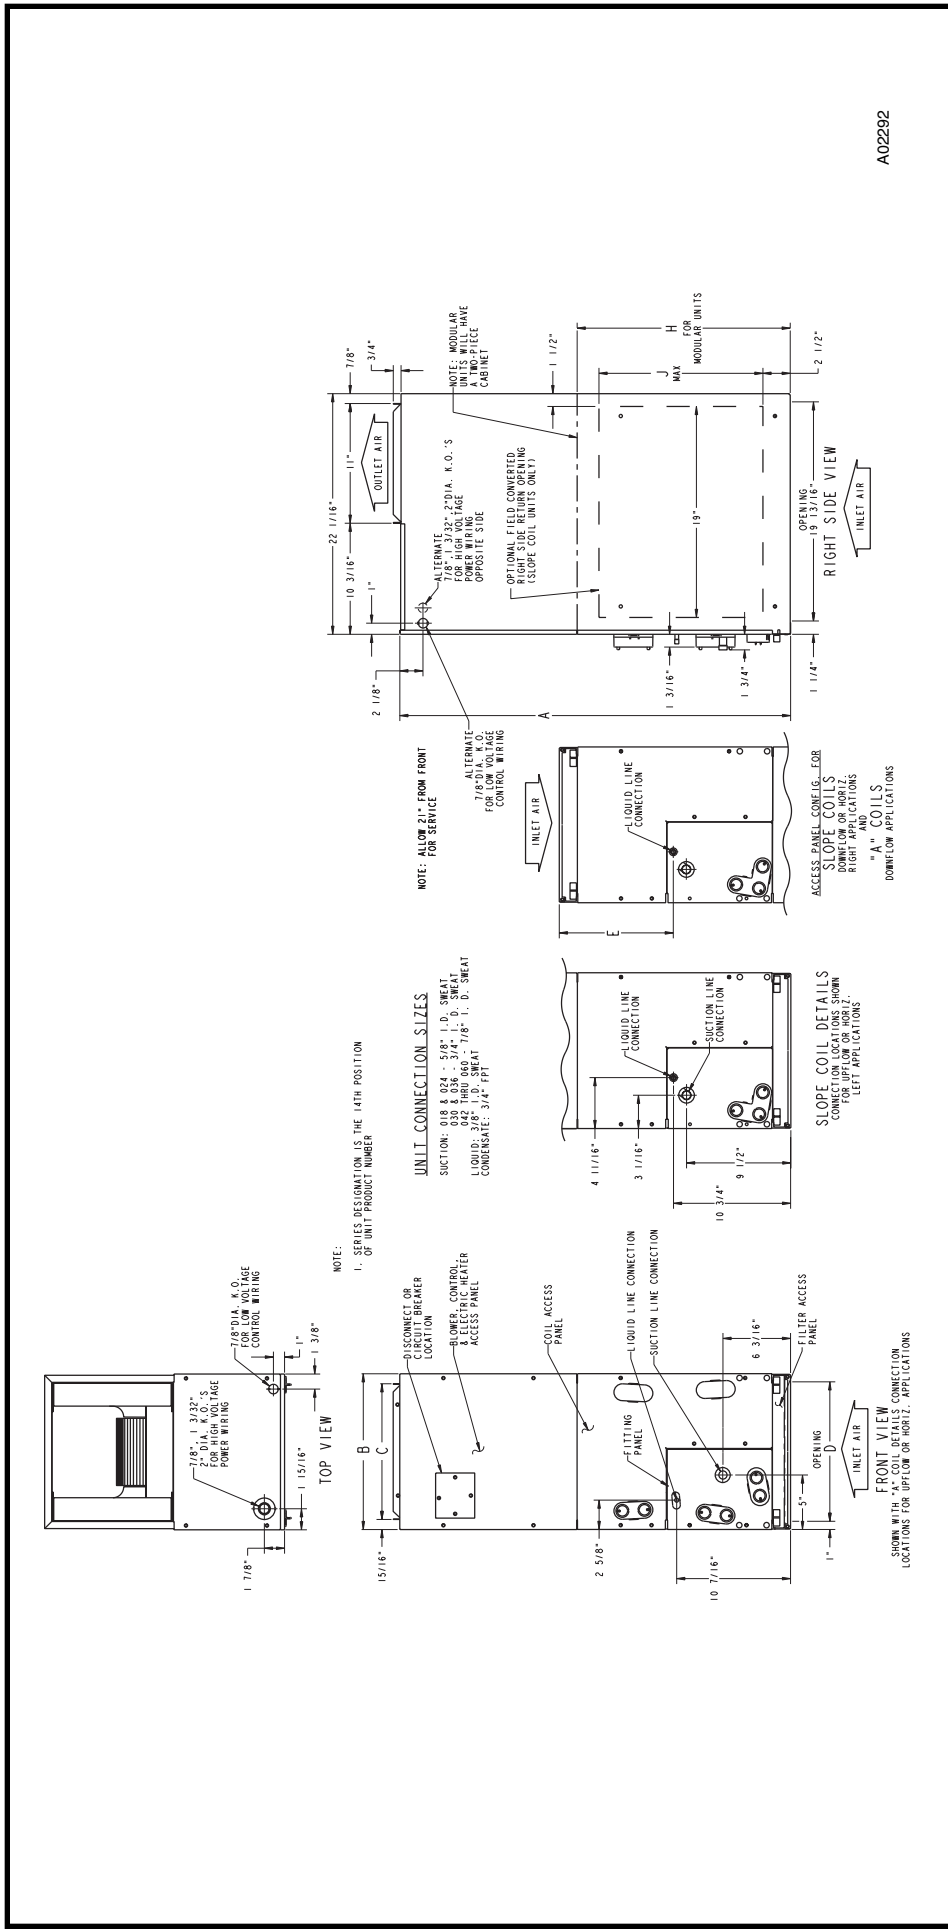 7/8", 1 3/32"
2" DIA. K.O.'S
FOR HIGH VOLTAGE
POWER WIRING
7/8"DIA. K.O.
FOR LOW VOLTAGE
CONTROL WIRING
1 7/8"
1 15/16"
1"
1 3/8"
TOP VIEW
NOTE:
1. SERIES DESIGNATION IS THE 14TH POSITION
OF UNIT PRODUCT NUMBER
UNIT CONNECTION SIZES
SUCTION: 018 & 024 - 5/8" I.D. SWEAT
030 & 036 - 3/4" I. D. SWEAT
042 THRU 060 - 7/8" I. D. SWEAT
LIQUID: 3/8" I.D. SWEAT
CONDENSATE: 3/4" FPT
15/16"
B
C
DISCONNECT OR
CIRCUIT BREAKER
LOCATION
BLOWER, CONTROL,
& ELECTRIC HEATER
ACCESS PANEL
COIL ACCESS
PANEL
LIQUID LINE CONNECTION
SUCTION LINE CONNECTION
FITTING
PANEL
2 5/8"
10 7/16"
6 3/16"
5"
1"
OPENING
D
FILTER ACCESS
PANEL
INLET AIR
FRONT VIEW
SHOWN WITH "A" COIL DETAILS CONNECTION
LOCATIONS FOR UPFLOW OR HORIZ. APPLICATIONS
4 11/16"
3 1/16"
LIQUID LINE
CONNECTION
SUCTION LINE
CONNECTION
10 3/4"
9 1/2"
SLOPE COIL DETAILS
CONNECTION LOCATIONS SHOWN
FOR UPFLOW OR HORIZ.
LEFT APPLICATIONS
NOTE: ALLOW 21" FROM FRONT
FOR SERVICE
INLET AIR
E
LIQUID LINE
CONNECTION
ACCESS PANEL CONFIG. FOR
SLOPE COILS
DOWNFLOW OR HORIZ.
RIGHT APPLICATIONS
AND
"A" COILS
DOWNFLOW APPLICATIONS
22 1/16"
10 3/16"
11"
7/8"
3/4"
1"
2 1/8"
OUTLET AIR
ALTERNATE
7/8", 1 3/32", 2"DIA. K.O.'S
FOR HIGH VOLTAGE
POWER WIRING
OPPOSITE SIDE
ALTERNATE
7/8"DIA. K.O.
FOR LOW VOLTAGE
CONTROL WIRING
NOTE: MODULAR
UNITS WILL HAVE
A TWO-PIECE
CABINET
OPTIONAL FIELD CONVERTED
RIGHT SIDE RETURN OPENING
(SLOPE COIL UNITS ONLY)
A
1 1/2"
19"
H
FOR
MODULAR UNITS
J
MAX
1 3/16"
1 3/4"
1 1/4"
2 1/2"
OPENING
19 13/16"
RIGHT SIDE VIEW
INLET AIR
A02292